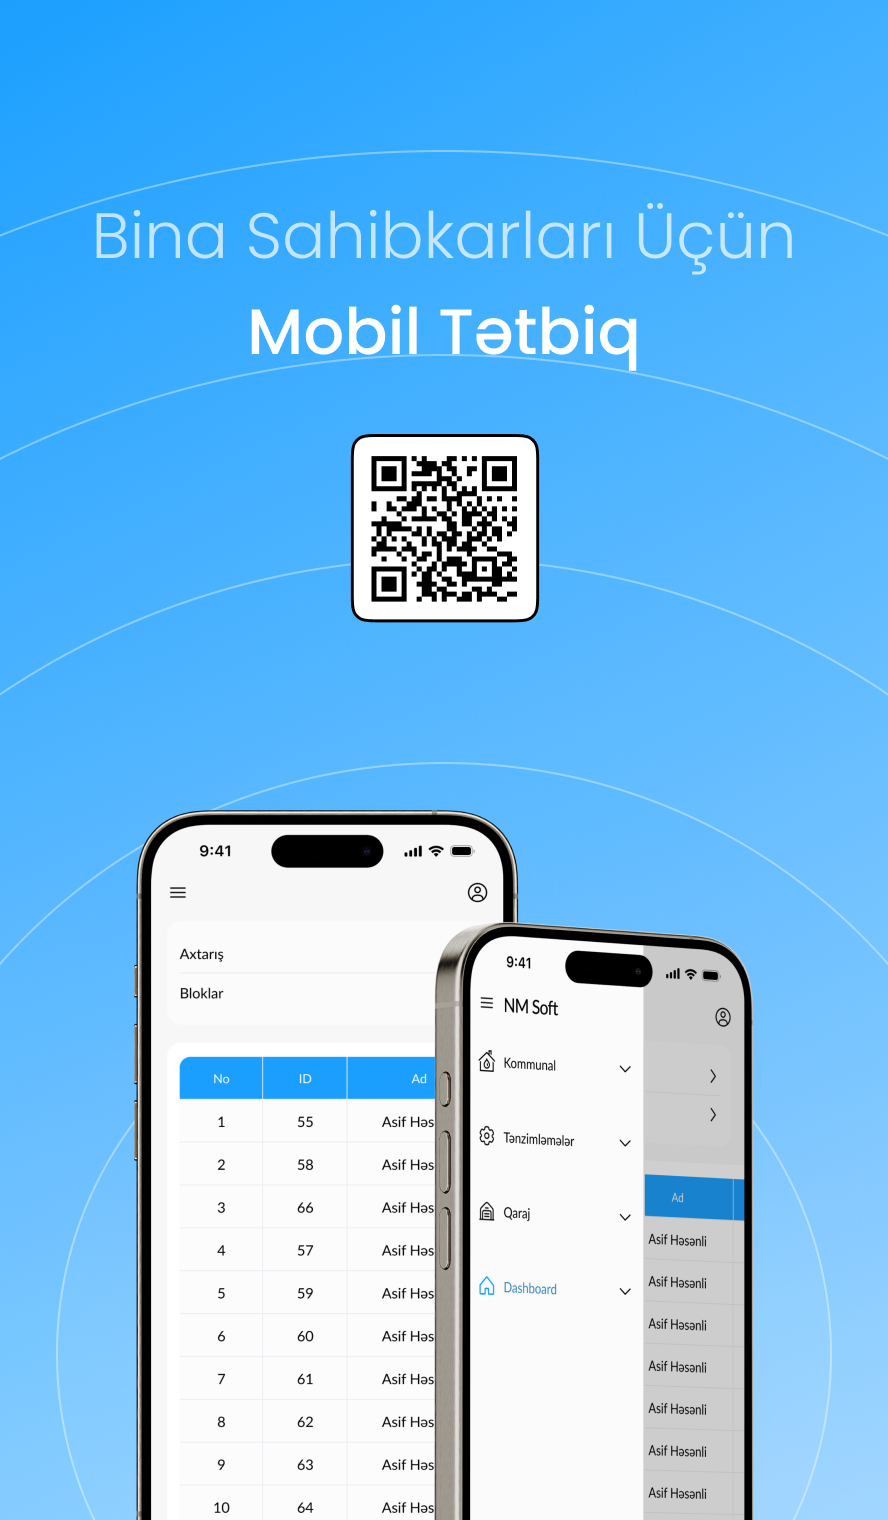 Bina Sahibkarları Üçün
Mobil Tətbiq
9:41
Axtarış
Bloklar
No ID Ad
1 55 Asif Həs
2 58 Asif Həs
3 66 Asif Həs
4 57 Asif Həs
5 59 Asif Həs
6 60 Asif Həs
7 61 Asif Həs
8 62 Asif Həs
9 63 Asif Həs
10 64 Asif Həs
9:41
NM Soft
Kommunal
Tənzimləmələr
Qaraj
Dashboard
Ad
Asif Həsənli
Asif Həsənli
Asif Həsənli
Asif Həsənli
Asif Həsənli
Asif Həsənli
Asif Həsənli